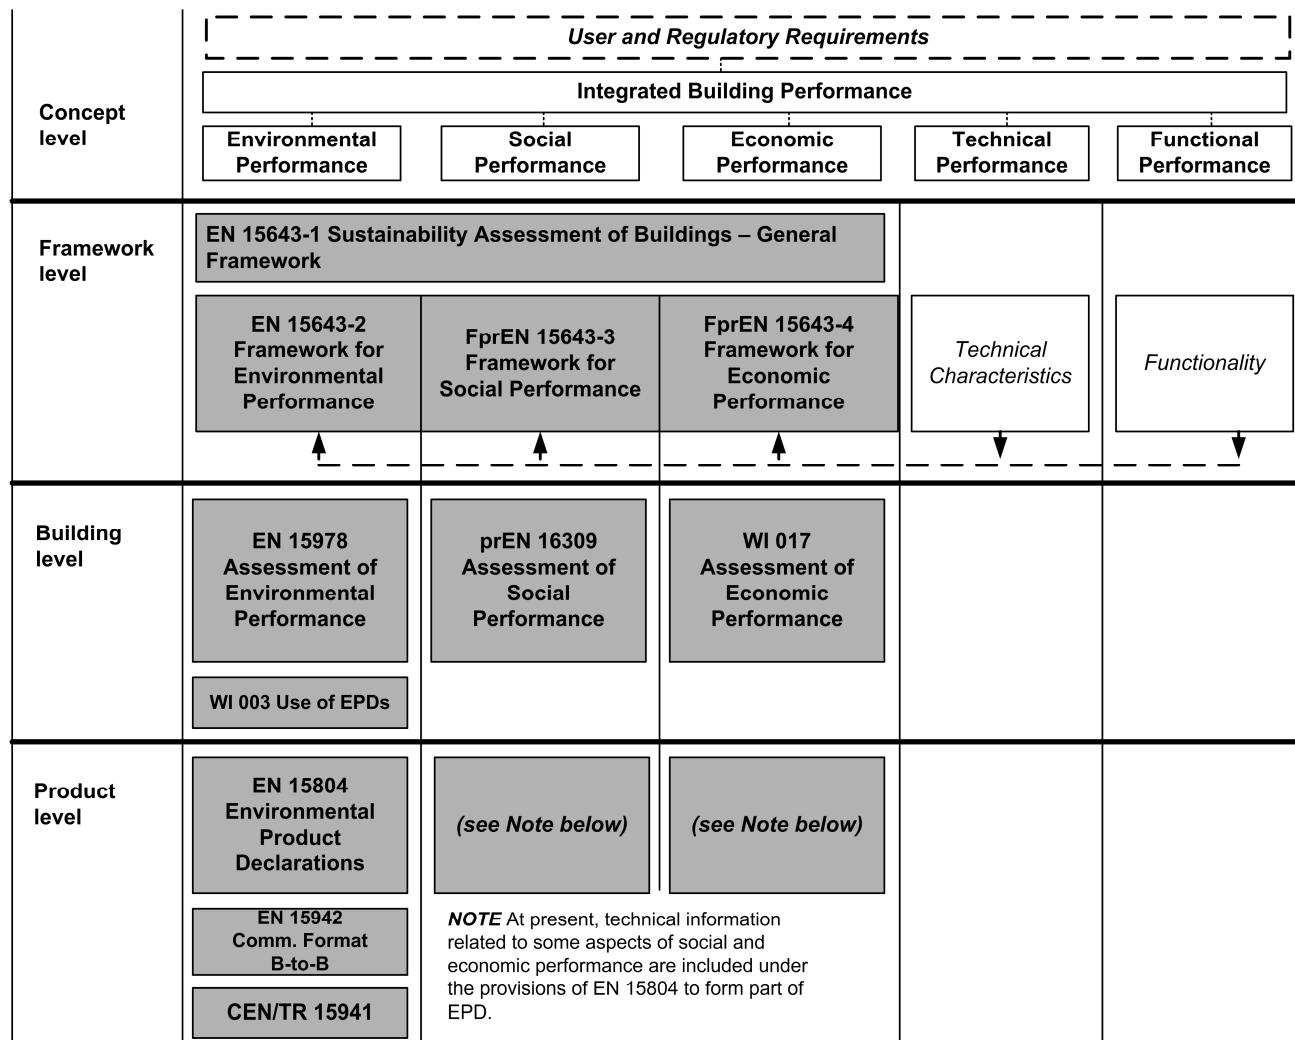 User and Regulatory Requirements
Integrated Building Performance
Concept
level
Environmental
Performance
Social
Performance
Economic
Performance
Technical
Performance
Functional
Performance
Framework
level
EN 15643-1 Sustainability Assessment of Buildings – General
Framework
EN 15643-2
Framework for
Environmental
Performance
FprEN 15643-3
Framework for
Social Performance
FprEN 15643-4
Framework for
Economic
Performance
Technical
Characteristics
Functionality
Building
level
EN 15978
Assessment of
Environmental
Performance
prEN 16309
Assessment of
Social
Performance
WI 017
Assessment of
Economic
Performance
WI 003 Use of EPDs
Product
level
EN 15804
Environmental
Product
Declarations
(see Note below)
(see Note below)
EN 15942
Comm. Format
B-to-B
CEN/TR 15941
NOTE At present, technical information
related to some aspects of social and
economic performance are included under
the provisions of EN 15804 to form part of
EPD.